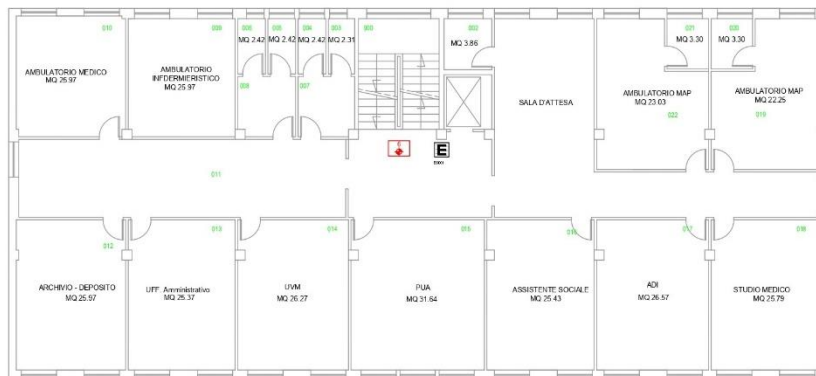 010
009
006
005
004
003
000
002
021
020
MQ 2.42
MQ 2.42
MQ 2.42
MQ 2.31
MQ 3.86
MQ 3.30
MQ 3.30
AMBULATORIO MEDICO
MQ 25.97
AMBULATORIO
INFDERMIERISTICO
MQ 25.97
008
007
SALA D'ATTESA
AMBULATORIO MAP
MQ 23.03
022
AMBULATORIO MAP
MQ 22.25
019
E
011
012
013
014
015
016
017
018
ARCHIVIO - DEPOSITO
MQ 25.97
UFF. Amministrativo
MQ 25.37
UVM
MQ 26.27
PUA
MQ 31.64
ASSISTENTE SOCIALE
MQ 25.43
ADI
MQ 26.57
STUDIO MEDICO
MQ 25.79